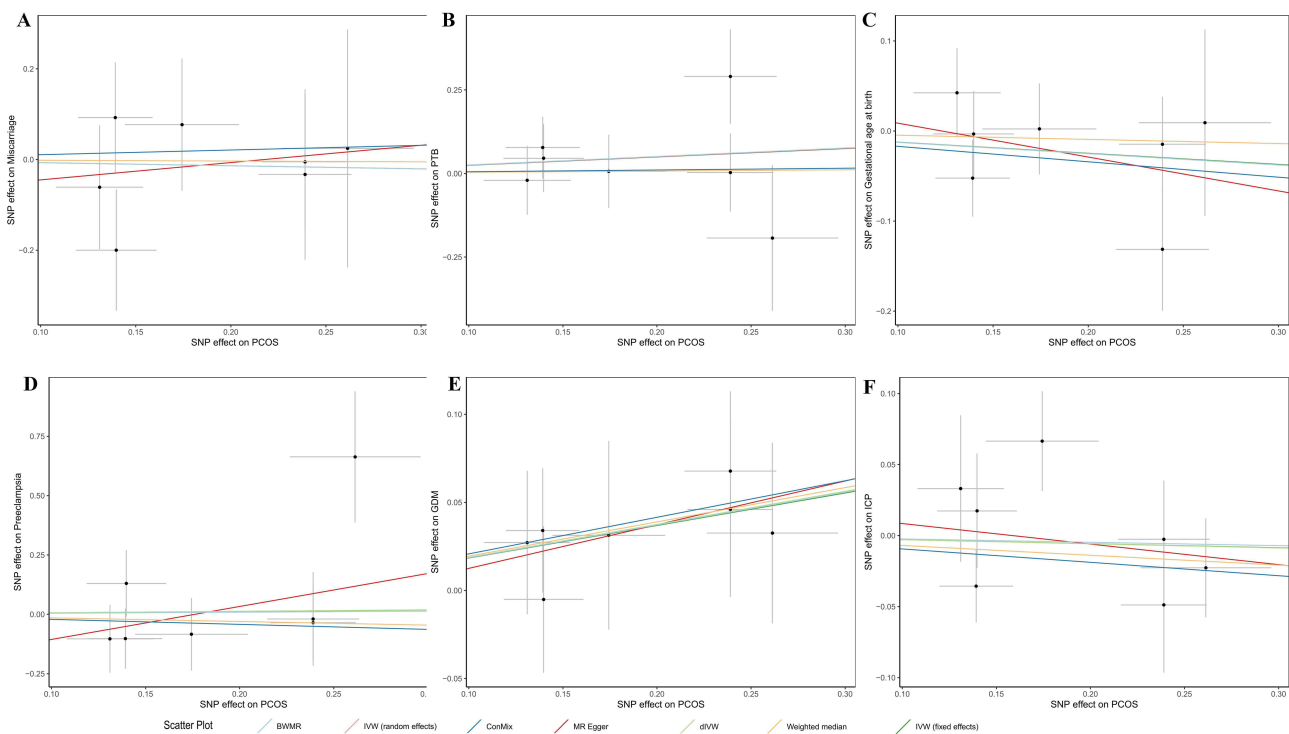 A
SNP effect on Miscarriage
0.2
0.0
−0.2
0.10
0.15
0.20
0.25
0.30
SNP effect on PCOS
B
SNP effect on PTB
0.25
0.00
−0.25
0.10
0.15
0.20
0.25
0.30
SNP effect on PCOS
C
SNP effect on Gestational age at birth
0.1
0.0
−0.1
−0.2
0.10
0.15
0.20
0.25
0.30
SNP effect on PCOS
D
SNP effect on Preeclampsia
0.75
0.50
0.25
0.00
−0.25
0.10
0.15
0.20
0.25
SNP effect on PCOS
E
SNP effect on GDM
0.10
0.05
0.00
−0.05
0.10
0.15
0.20
0.25
0.30
SNP effect on PCOS
F
SNP effect on ICP
0.10
0.05
0.00
−0.05
−0.10
0.10
0.15
0.20
0.25
0.30
SNP effect on PCOS
Scatter Plot
BWMR
IVW (random effects)
ConMix
MR Egger
dIVW
Weighted median
IVW (fixed effects)